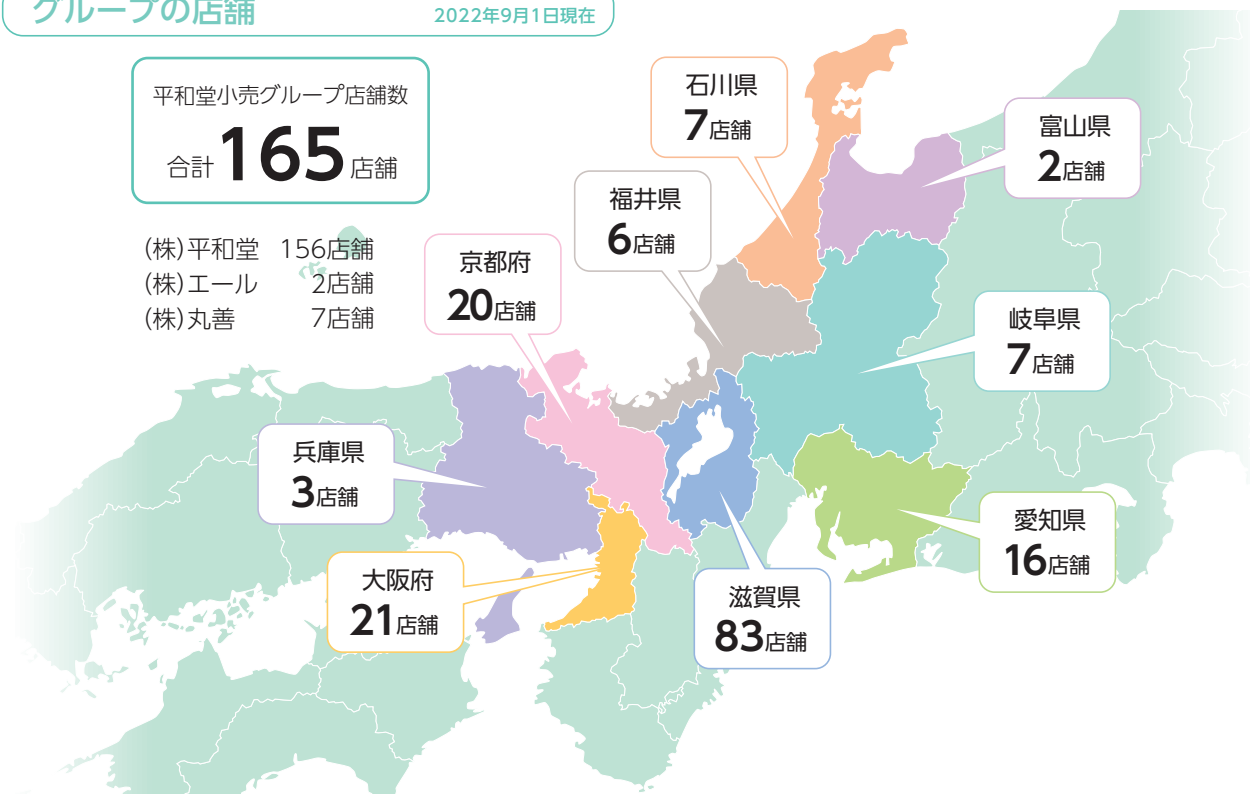 グループの店舗
2022年9月1日現在
平和堂小売グループ店舗数
合計165店舗
(株)平和堂 156店舗
(株)エール 2店舗
(株)丸善 7店舗
石川県
7店舗
富山県
2店舗
福井県
6店舗
京都府
20店舗
岐阜県
7店舗
兵庫県
3店舗
愛知県
16店舗
大阪府
21店舗
滋賀県
83店舗